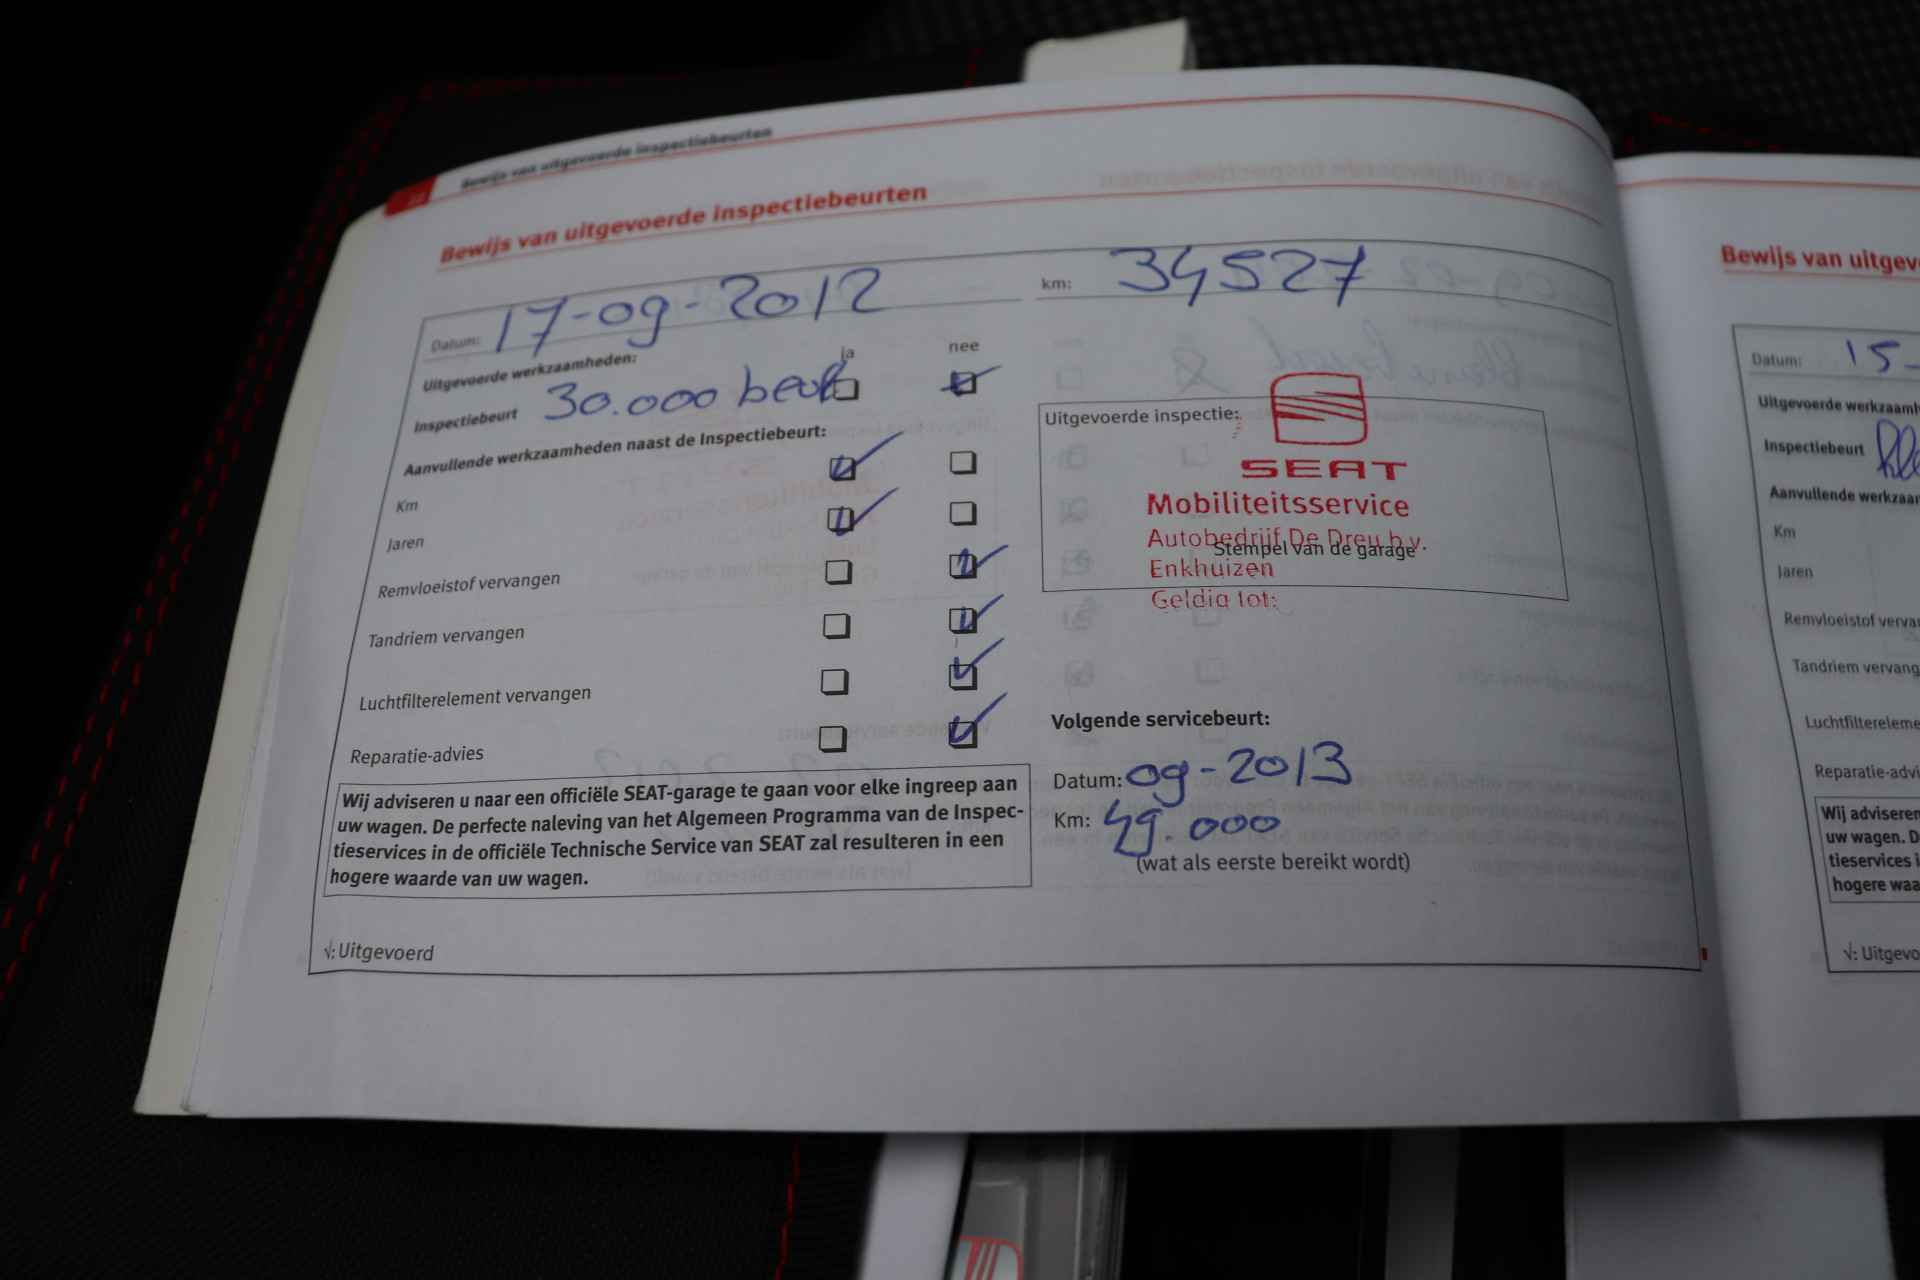 22 Bewijs van uitgevoerde inspectiebeurten
Bewijs van uitgevoerde inspectiebeurten
Datum: 17-09-2012
km: 34527
Uitgevoerde werkzaamheden:
ja nee
Inspectiebeurt 30.000 beurt
Aanvullende werkzaamheden naast de Inspectiebeurt:
Km
Jaren
Remvloeistof vervangen
Tandriem vervangen
Luchtfilterelement vervangen
Reparatie-advies
Wij adviseren u naar een officiële SEAT-garage te gaan voor elke ingreep aan
uw wagen. De perfecte naleving van het Algemeen Programma van de Inspec-
tieservices in de officiële Technische Service van SEAT zal resulteren in een
hogere waarde van uw wagen.
√: Uitgevoerd
Uitgevoerde inspectie:
SEAT
Mobiliteitsservice
Autobedrijf De Dreu b.v.
Stempel van de garage
Enkhuizen
Geldig tot:
Volgende servicebeurt:
Datum: 09-2013
Km: 49.000
(wat als eerste bereikt wordt)
Bewijs van uitgev
Datum: 15-
Uitgevoerde werkzaamh
Inspectiebeurt
Aanvullende werkzaam
Km
Jaren
Remvloeistof vervan
Tandriem vervang
Luchtfiltereleme
Reparatie-advi
Wij adviseren
uw wagen. D
tieservices i
hogere waa
√: Uitgevo